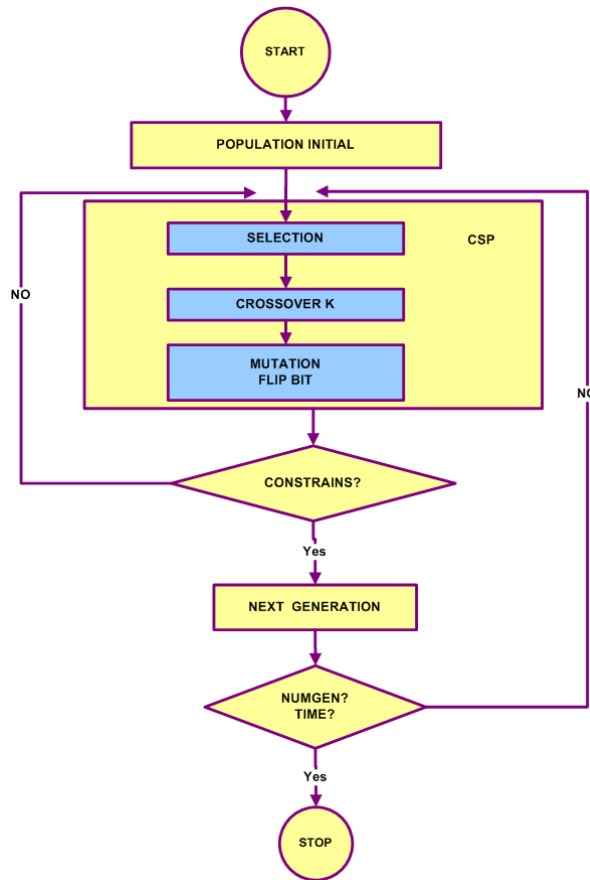 START
POPULATION INITIAL
SELECTION
CSP
NO
CROSSOVER K
MUTATION
FLIP BIT
NO
CONSTRAINS?
Yes
NEXT GENERATION
NUMGEN?
TIME?
Yes
STOP